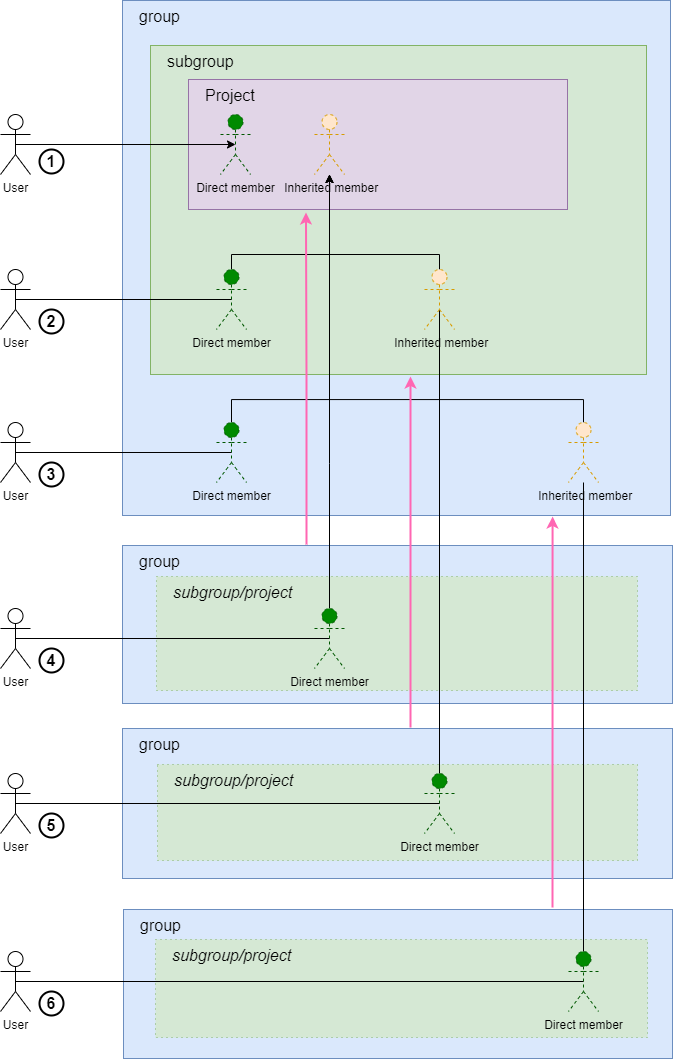 group
subgroup
Project
1
User
Direct member
Inherited member
2
User
Direct member
Inherited member
3
User
Direct member
Inherited member
group
subgroup/project
4
User
Direct member
group
subgroup/project
5
User
Direct member
group
subgroup/project
6
User
Direct member